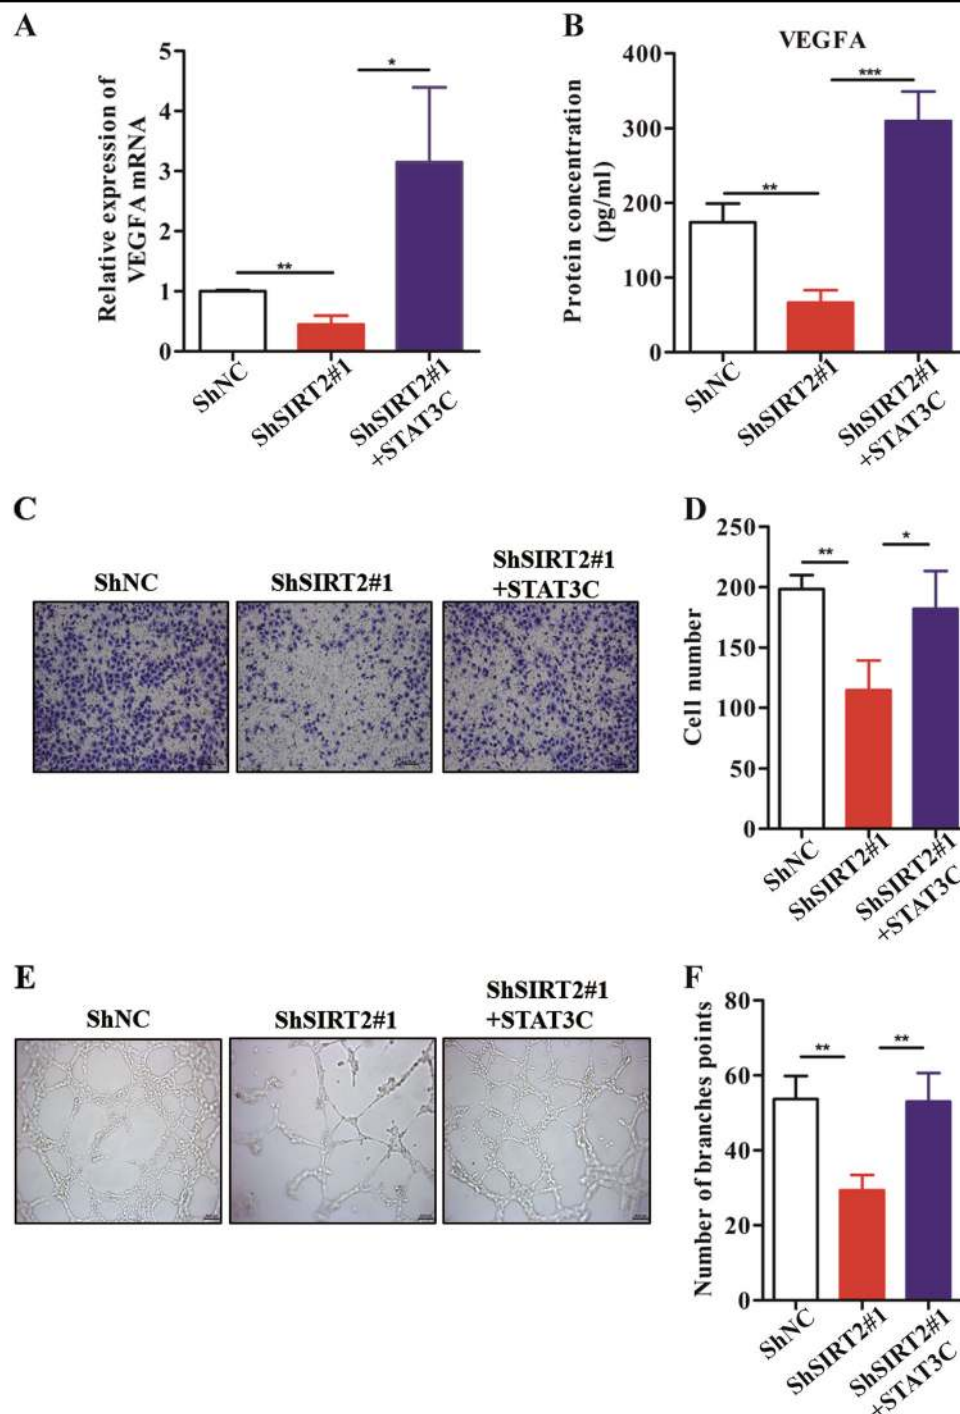 A
Relative expression of
VEGFA mRNA
5
4
3
2
1
0
**
*
ShNC
ShSIRT2#1
ShSIRT2#1
+STAT3C
B
VEGFA
Protein concentration
(pg/ml)
400
300
200
100
0
**
***
ShNC
ShSIRT2#1
ShSIRT2#1
+STAT3C
C
ShNC
ShSIRT2#1
ShSIRT2#1
+STAT3C
D
Cell number
250
200
150
100
50
0
**
*
ShNC
ShSIRT2#1
ShSIRT2#1
+STAT3C
E
ShNC
ShSIRT2#1
ShSIRT2#1
+STAT3C
F
Number of branches points
80
60
40
20
0
**
**
ShNC
ShSIRT2#1
ShSIRT2#1
+STAT3C